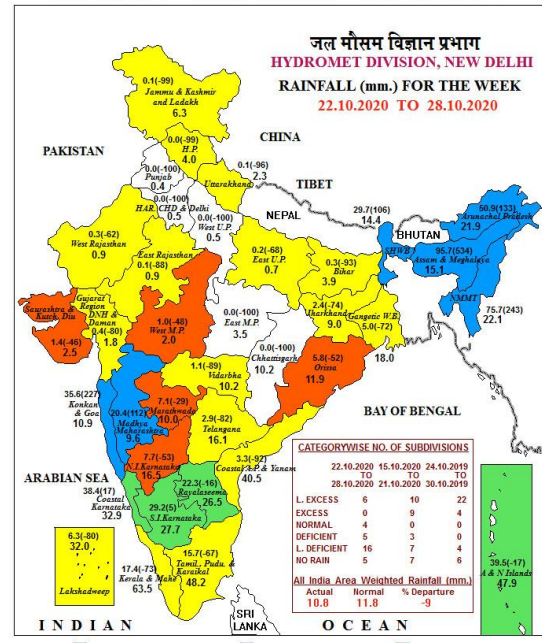 जल मौसम विज्ञान प्रभाग
HYDROMET DIVISION, NEW DELHI
RAINFALL (mm.) FOR THE WEEK
22.10.2020 TO 28.10.2020
0.1(-99)
Jammu & Kashmir
and Ladakh
6.3
CHINA
PAKISTAN
0.0(-99)
H.P.
4.0
0.0(-100)
Punjab
0.4
0.1(-96)
2.3
Uttarakhand
TIBET
0.0(-100)
HAR. CHD & Delhi
0.5
0.0(-100)
West U.P.
0.5
NEPAL
29.7(106)
14.4
SHWB
BHUTAN
50.9(133)
Arunachal Pradesh
21.9
0.3(-62)
West Rajasthan
0.9
East Rajasthan
0.1(-88)
0.9
0.2(-68)
East U.P.
0.7
0.3(-93)
Bihar
3.9
95.7(534)
Assam & Meghalaya
15.1
NMMT
75.7(243)
22.1
Saurashtra &
Kutch, Diu
1.4(-46)
2.5
Gujarat
Region
DNH &
Daman
0.4(-80)
1.8
1.0(-48)
West M.P.
2.0
0.0(-100)
East M.P.
3.5
2.4(-74)
Jharkhand
9.0
Gangetic W.B.
5.0(-72)
18.0
0.0(-100)
Chhattisgarh
10.2
5.8(-52)
Orissa
11.9
1.1(-89)
Vidarbha
10.2
35.6(227)
Konkan
& Goa
10.9
20.4(112)
Madhya
Maharashtra
9.6
7.1(-29)
Marathwada
10.0
2.9(-82)
Telangana
16.1
BAY OF BENGAL
7.7(-53)
N.I.Karnataka
16.5
3.3(-92)
Coastal A.P & Yanam
40.5
ARABIAN SEA
38.4(17)
Coastal
Karnataka
32.9
22.3(-16)
Rayalaseema
26.5
29.2(5)
S.I.Karnataka
27.7
6.3(-80)
32.0
Lakshadweep
17.4(-73)
Kerala & Mahe
63.5
15.7(-67)
Tamil, Pudu. &
Karaikal
48.2
39.5(-17)
A & N Islands
47.9
CATEGORYWISE NO. OF SUBDIVISIONS
22.10.2020 15.10.2020 24.10.2019
TO TO TO
28.10.2020 21.10.2020 30.10.2019
L. EXCESS 6 10 22
EXCESS 0 9 4
NORMAL 4 0 0
DEFICIENT 5 3 0
L. DEFICIENT 16 7 4
NO RAIN 5 7 6
All India Area Weighted Rainfall (mm.)
Actual Normal % Departure
10.8 11.8 -9
SRI
LANKA
INDIAN OCEAN